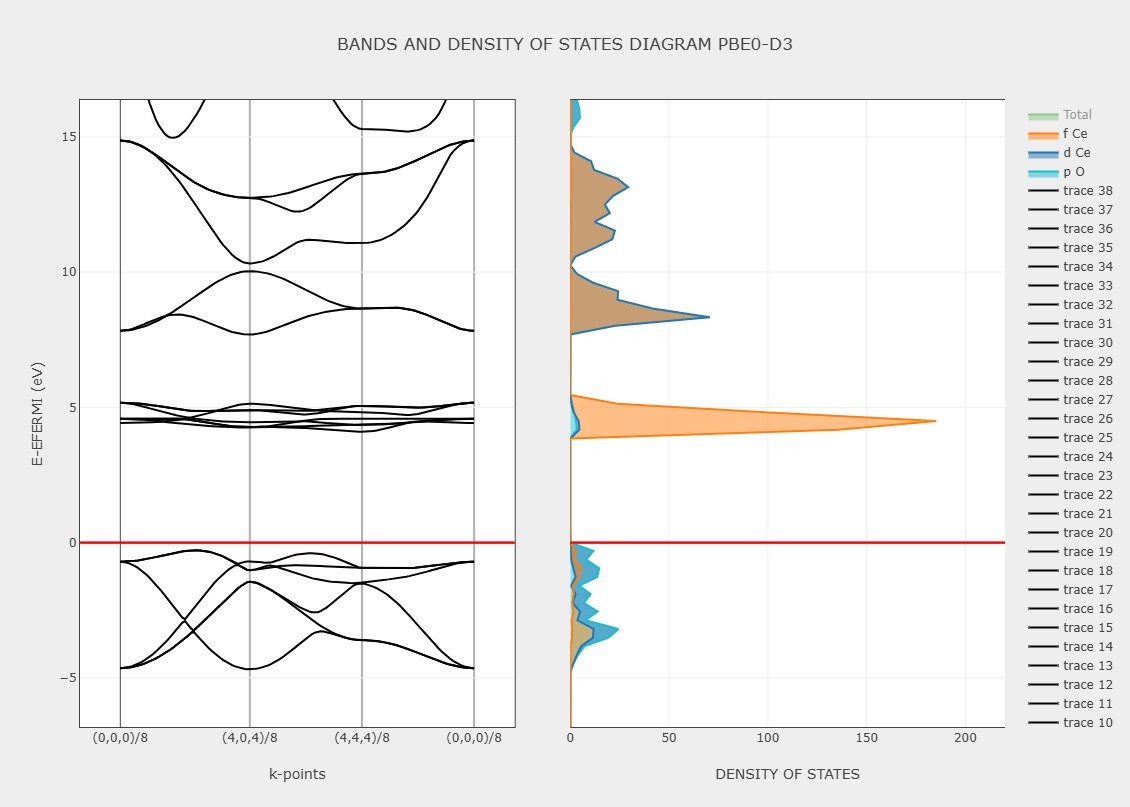 BANDS AND DENSITY OF STATES DIAGRAM PBE0-D3
E-EFERMI (eV)
15
10
5
0
−5
(0,0,0)/8
(4,0,4)/8
(4,4,4)/8
(0,0,0)/8
k-points
0
50
100
150
200
DENSITY OF STATES
Total
f Ce
d Ce
p O
trace 38
trace 37
trace 36
trace 35
trace 34
trace 33
trace 32
trace 31
trace 30
trace 29
trace 28
trace 27
trace 26
trace 25
trace 24
trace 23
trace 22
trace 21
trace 20
trace 19
trace 18
trace 17
trace 16
trace 15
trace 14
trace 13
trace 12
trace 11
trace 10